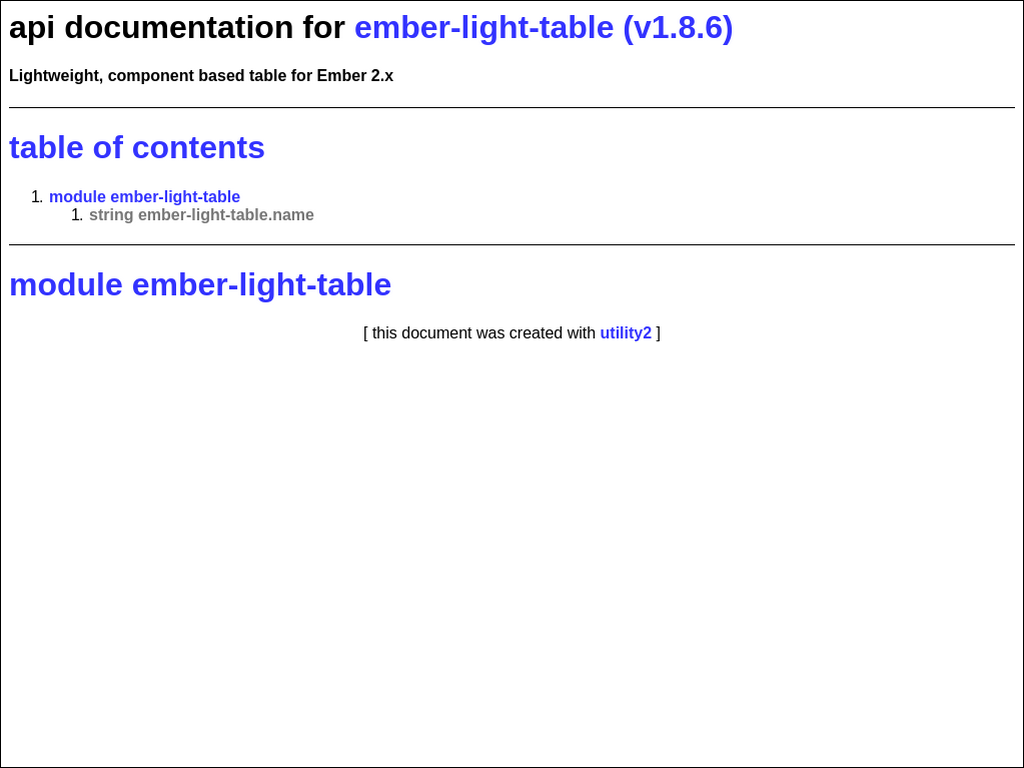 api documentation for ember-light-table (v1.8.6)
Lightweight, component based table for Ember 2.x
table of contents
1. module ember-light-table
1. string ember-light-table.name
module ember-light-table
[ this document was created with utility2 ]